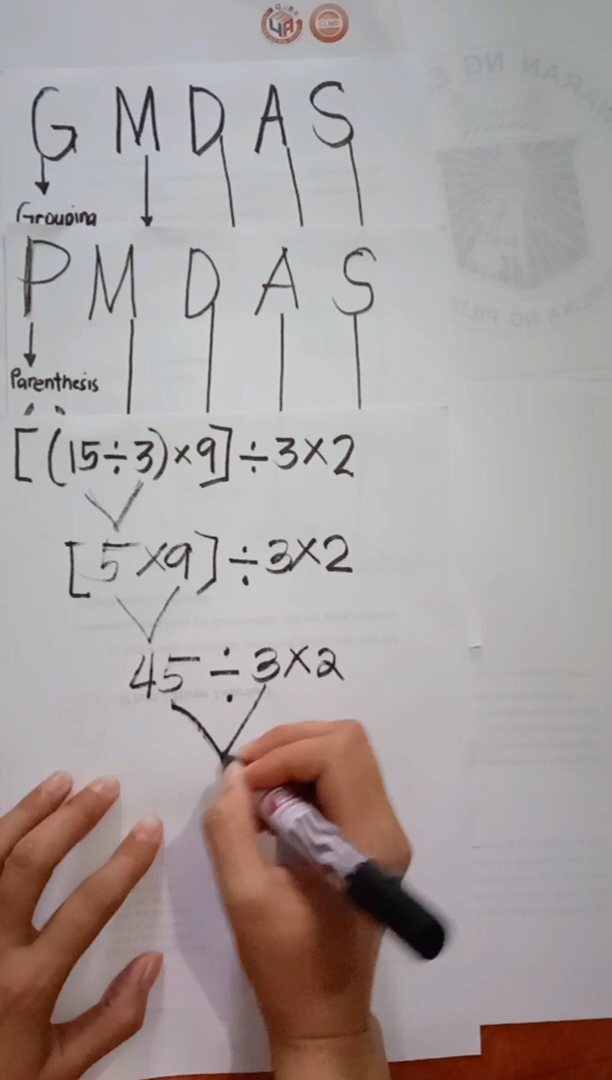 G M D A S
Grouping
P M D A S
Parenthesis
[(15÷3)×9]÷3×2
[5×9]÷3×2
45÷3×2